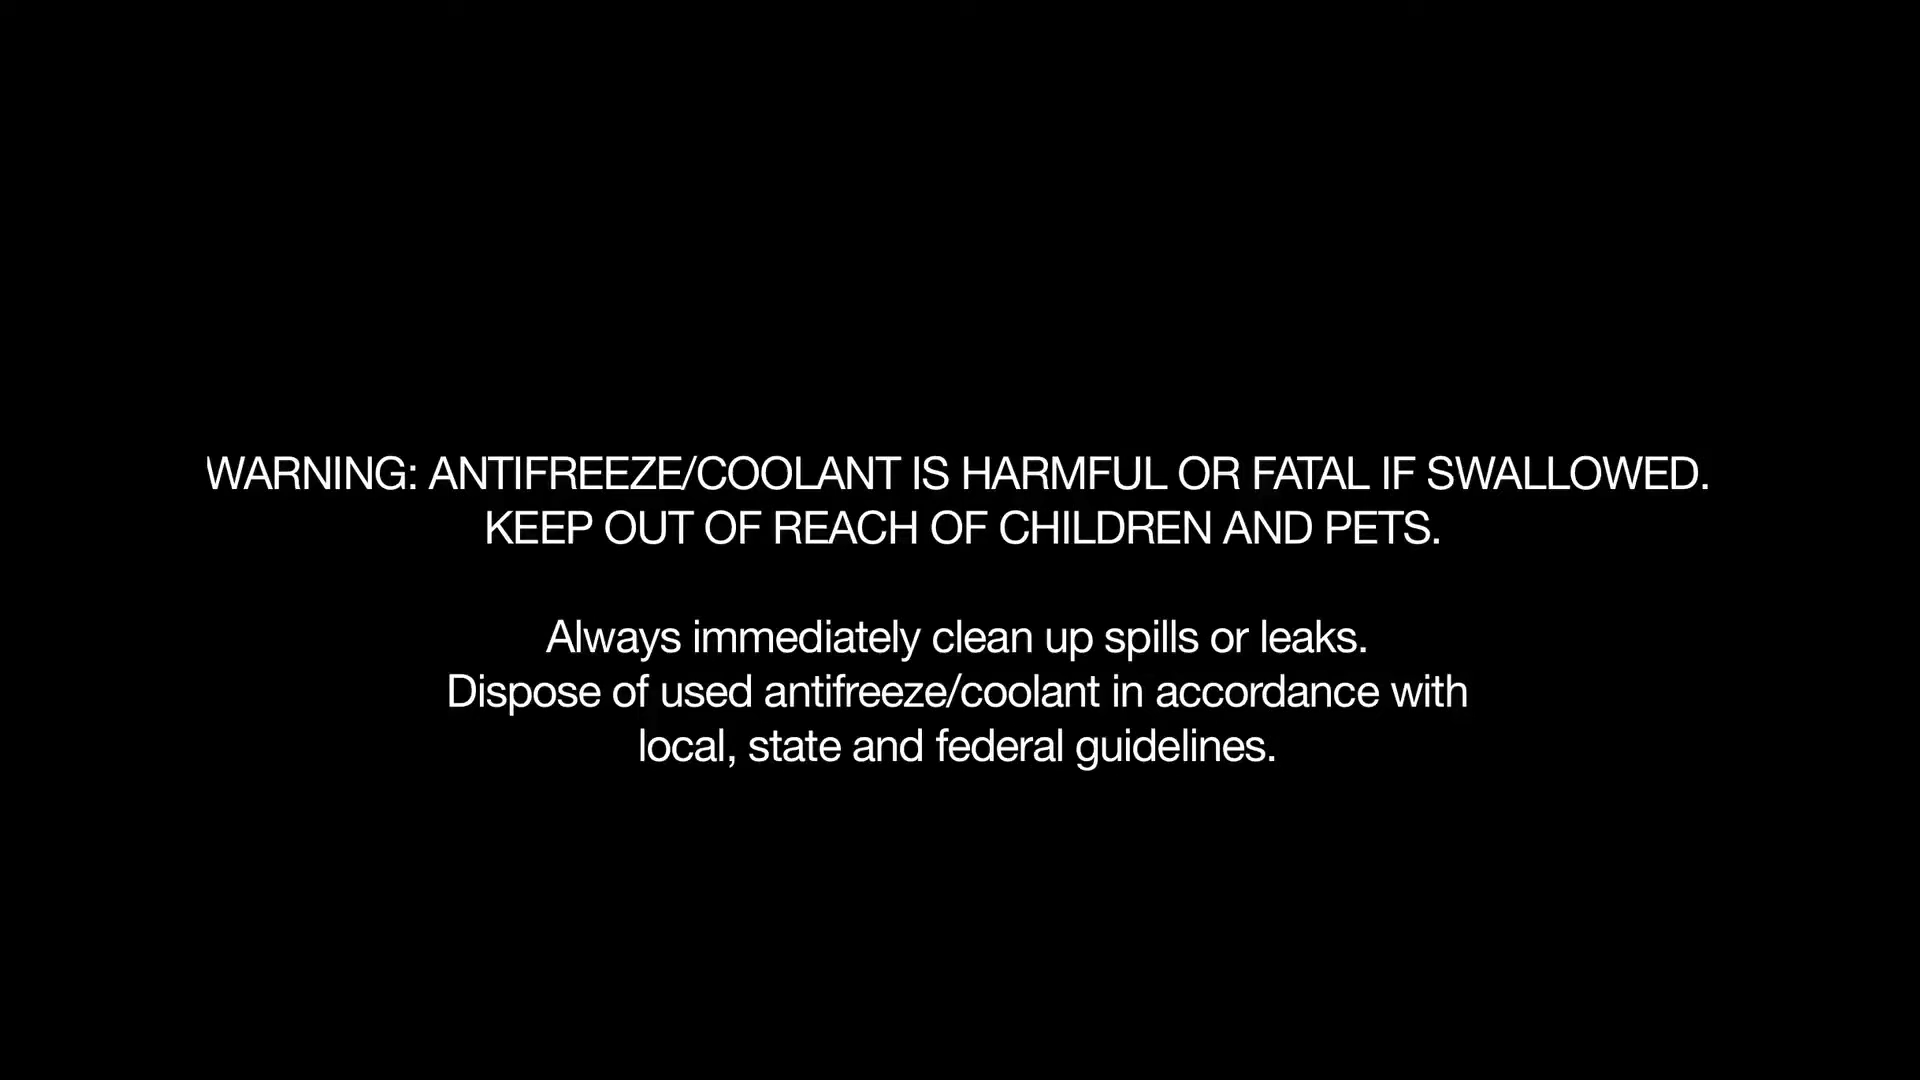 WARNING: ANTIFREEZE/COOLANT IS HARMFUL OR FATAL IF SWALLOWED.
KEEP OUT OF REACH OF CHILDREN AND PETS.
Always immediately clean up spills or leaks.
Dispose of used antifreeze/coolant in accordance with
local, state and federal guidelines.